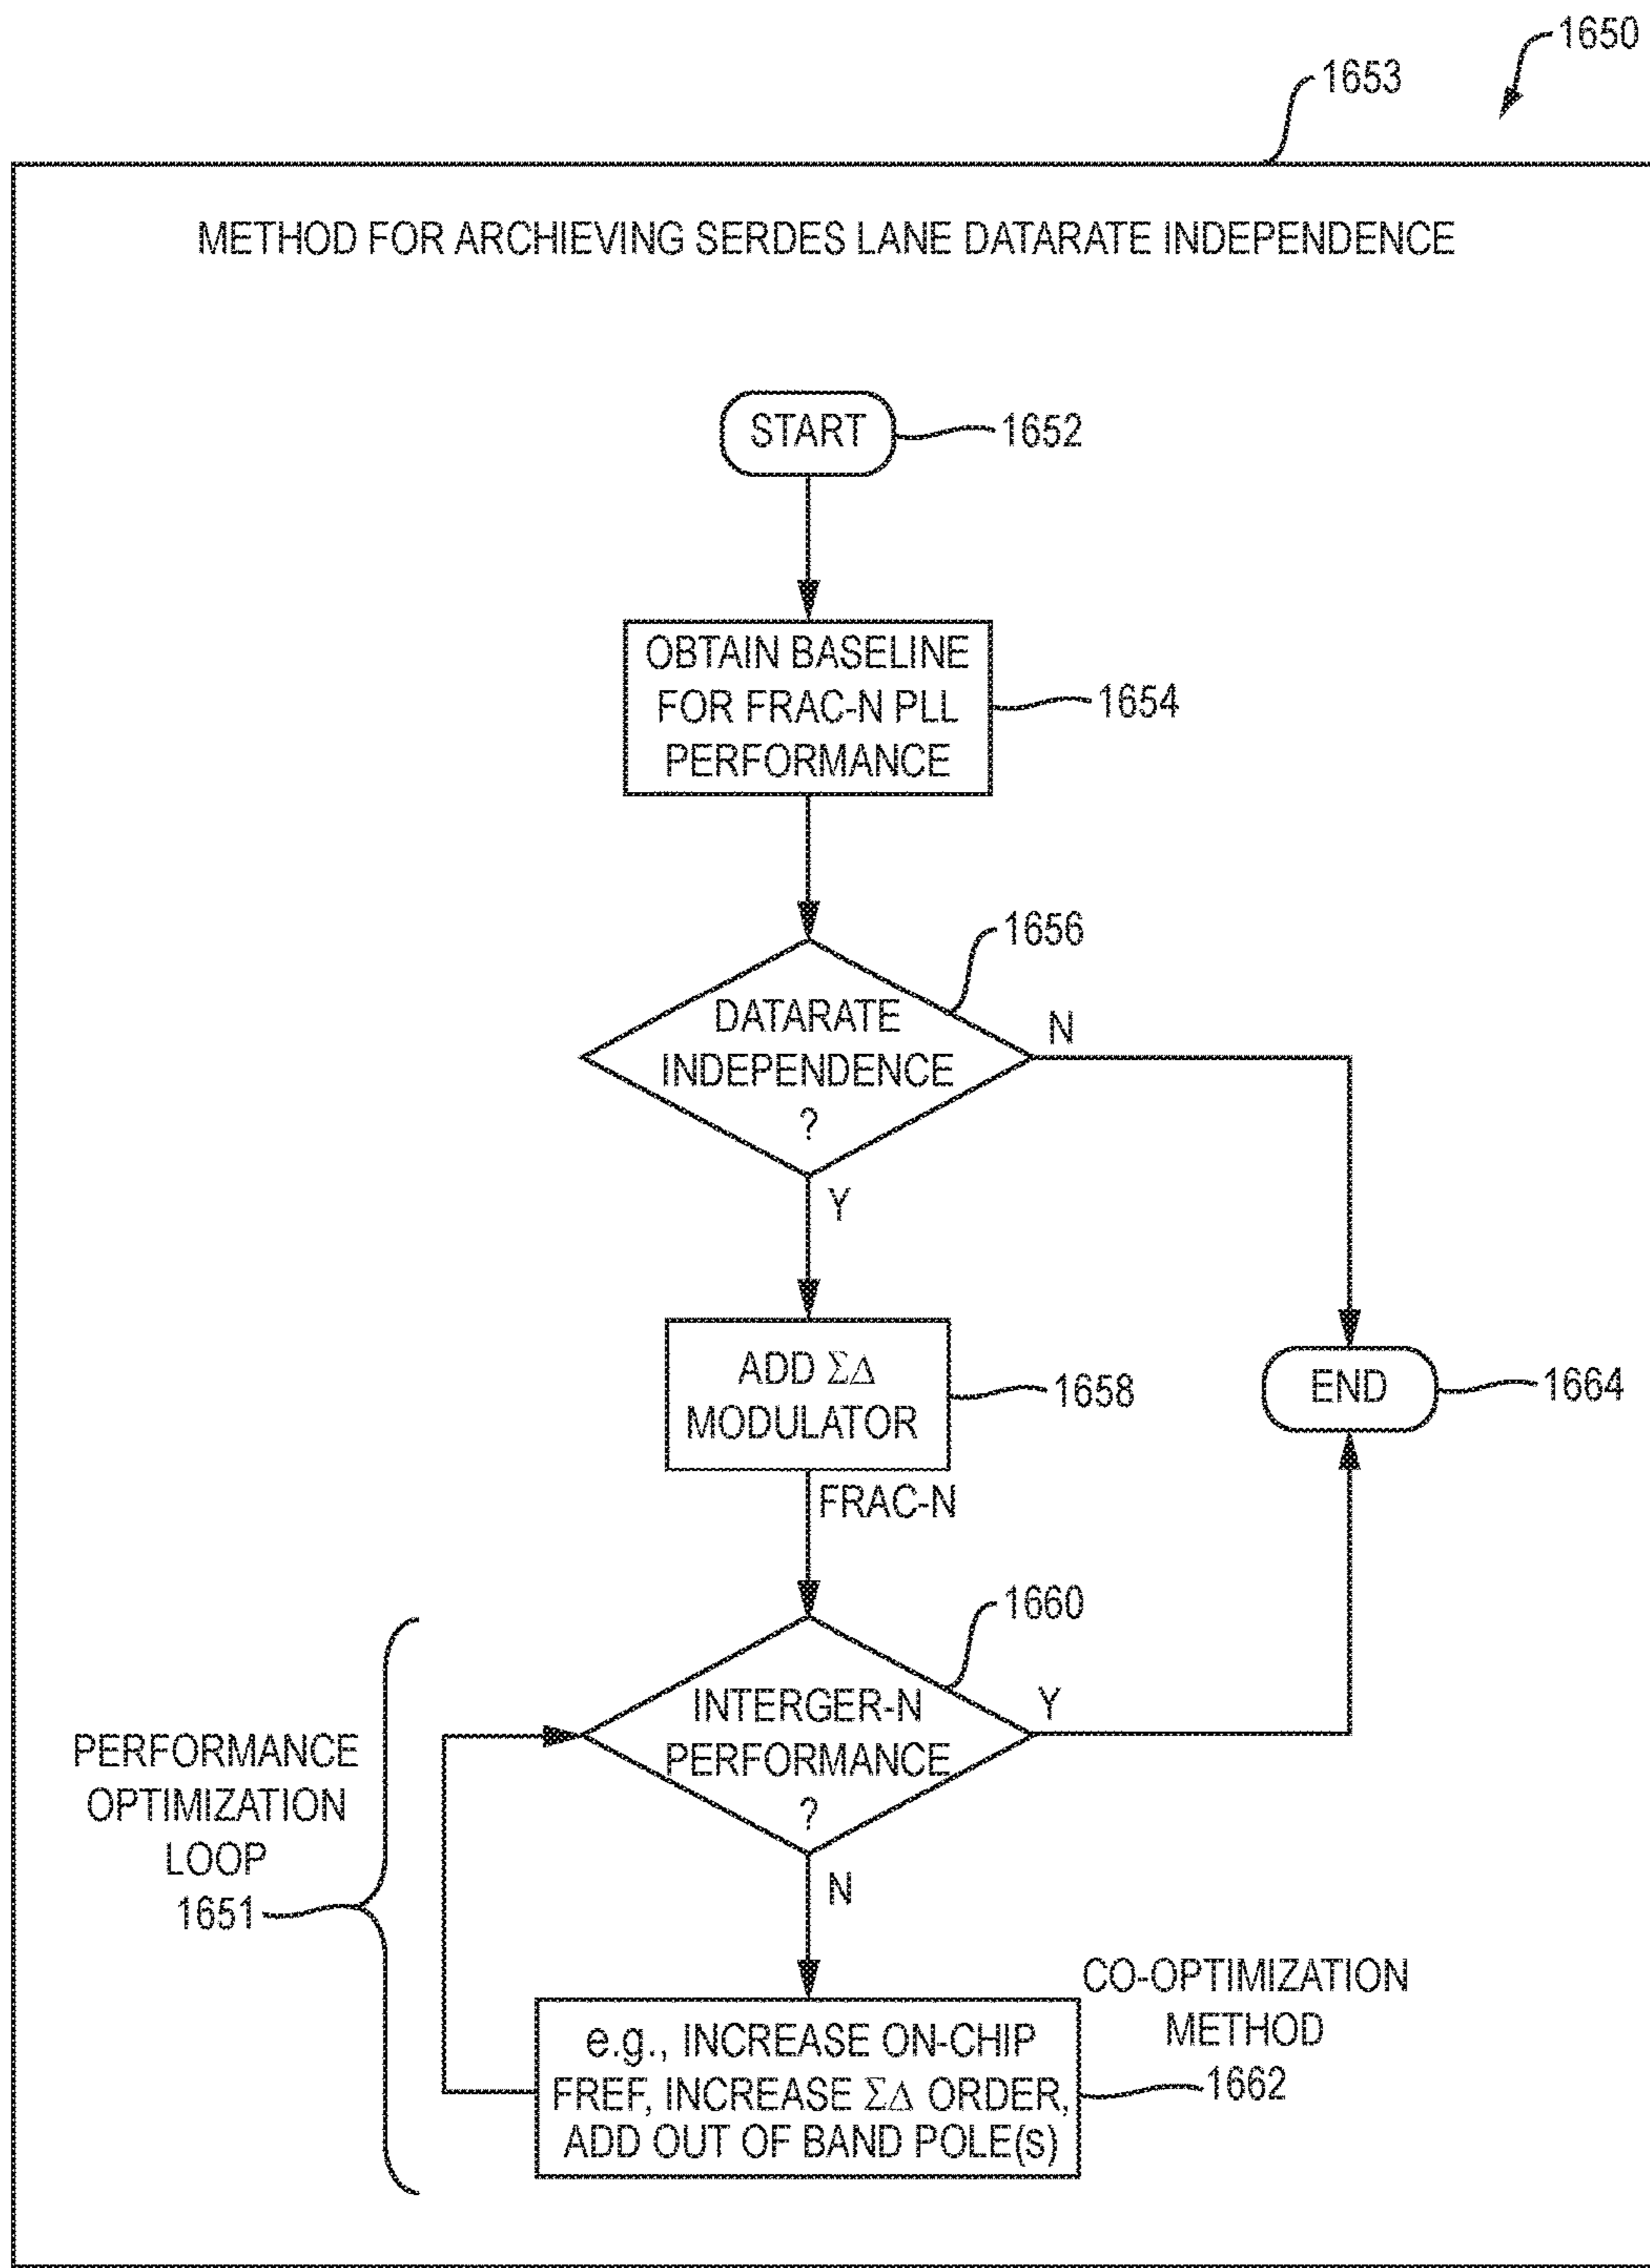 1650
1653
METHOD FOR ARCHIEVING SERDES LANE DATARATE INDEPENDENCE
START
1652
OBTAIN BASELINE
FOR FRAC-N PLL
PERFORMANCE
1654
1656
DATARATE
INDEPENDENCE
?
N
Y
ADD ΣΔ
MODULATOR
1658
END
1664
FRAC-N
1660
INTERGER-N
PERFORMANCE
?
Y
N
PERFORMANCE
OPTIMIZATION
LOOP
1651
CO-OPTIMIZATION
METHOD
1662
e.g., INCREASE ON-CHIP
FREF, INCREASE ΣΔ ORDER,
ADD OUT OF BAND POLE(s)